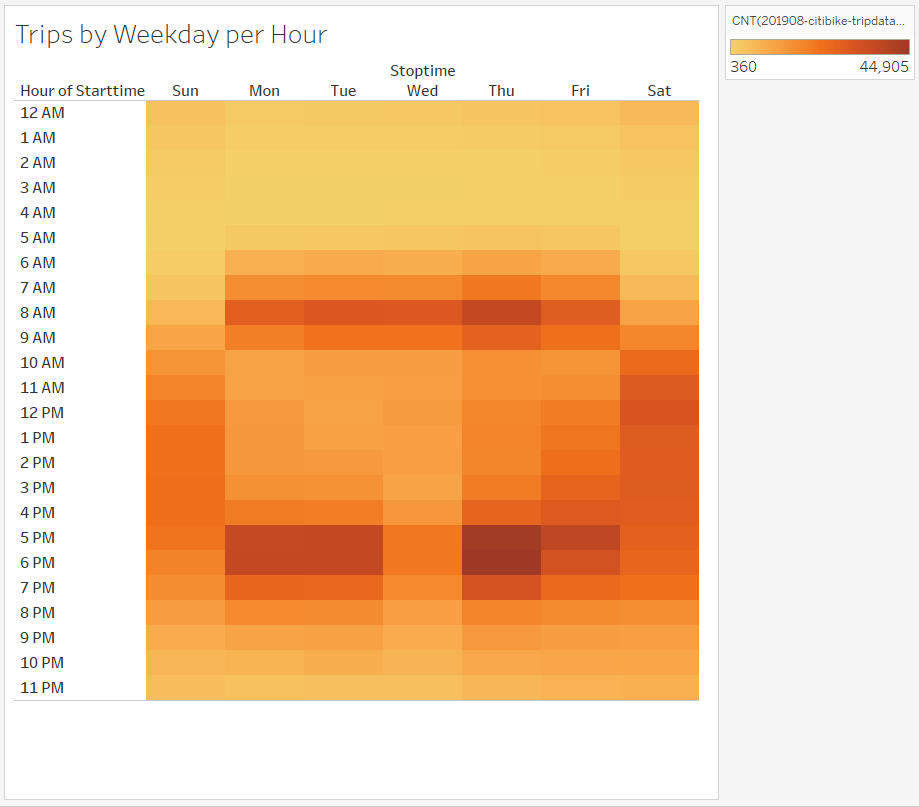 Trips by Weekday per Hour
Stoptime
Hour of Starttime Sun Mon Tue Wed Thu Fri Sat
12 AM
1 AM
2 AM
3 AM
4 AM
5 AM
6 AM
7 AM
8 AM
9 AM
10 AM
11 AM
12 PM
1 PM
2 PM
3 PM
4 PM
5 PM
6 PM
7 PM
8 PM
9 PM
10 PM
11 PM
CNT(201908-citibike-tripdata...
360 44,905